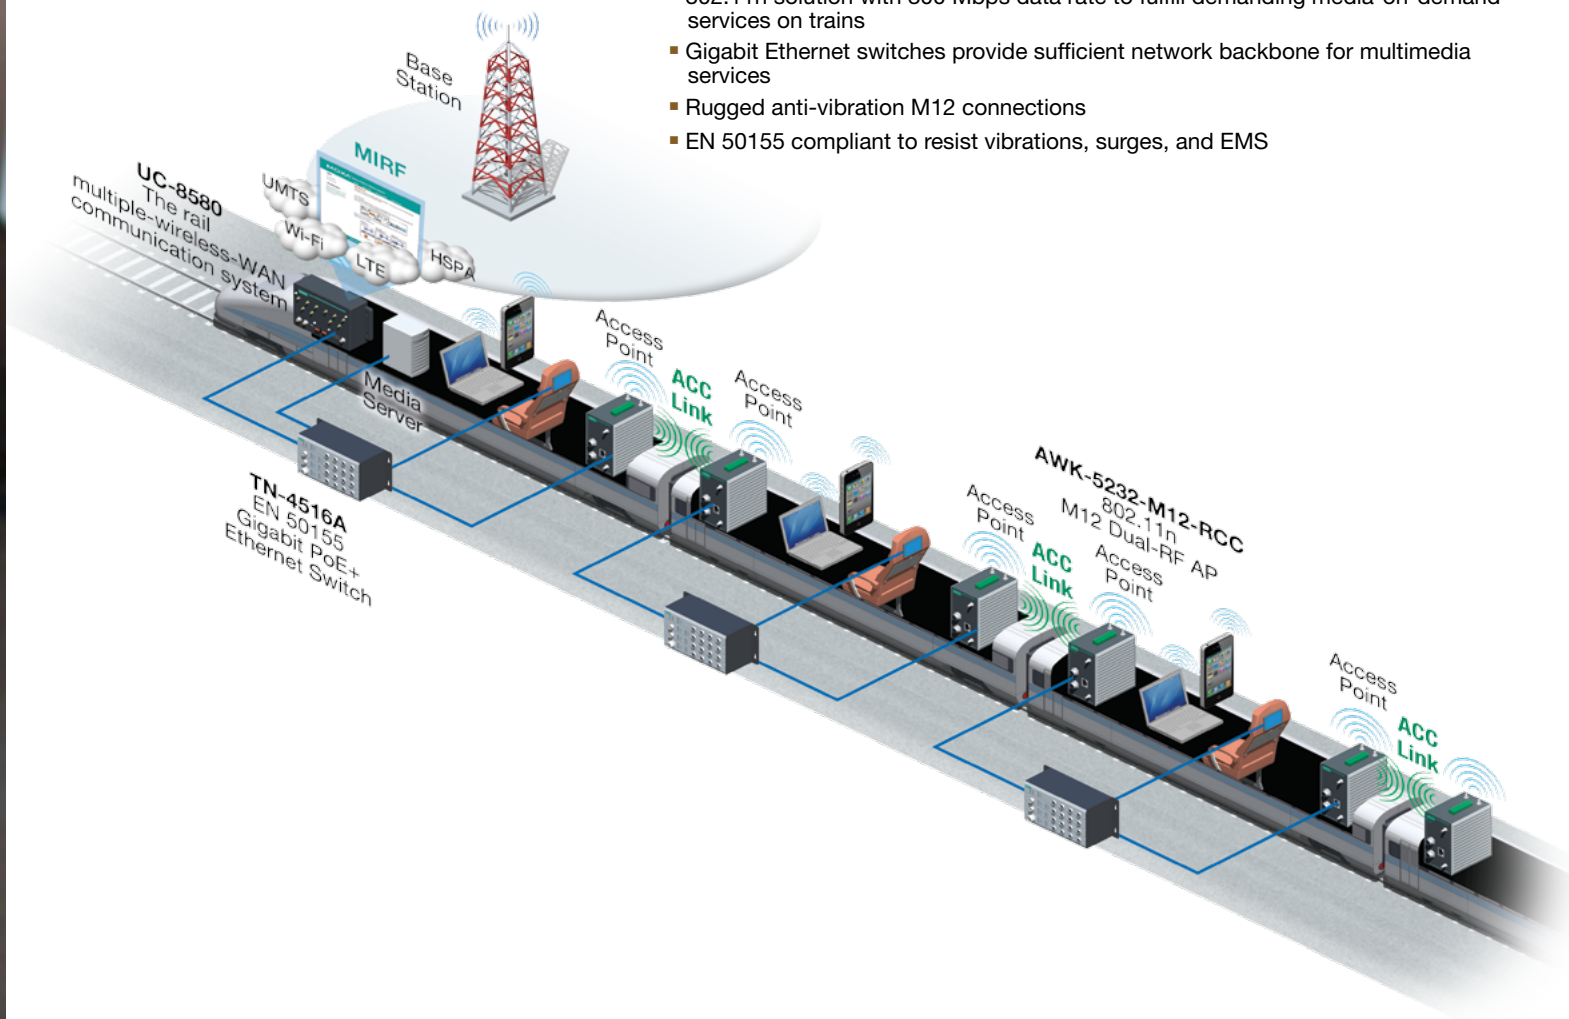 services on trains
■ Gigabit Ethernet switches provide sufficient network backbone for multimedia
services
■ Rugged anti-vibration M12 connections
■ EN 50155 compliant to resist vibrations, surges, and EMS
Base
Station
MIRF
UMTS
Wi-Fi
LTE
HSPA
UC-8580
The rail
multiple-wireless-WAN
communication system
Media
Server
Access
Point
ACC
Link
Access
Point
TN-4516A
EN 50155
Gigabit PoE+
Ethernet Switch
AWK-5232-M12-RCC
802.11n
M12 Dual-RF AP
Access
Point
ACC
Link
Access
Point
Access
Point
ACC
Link